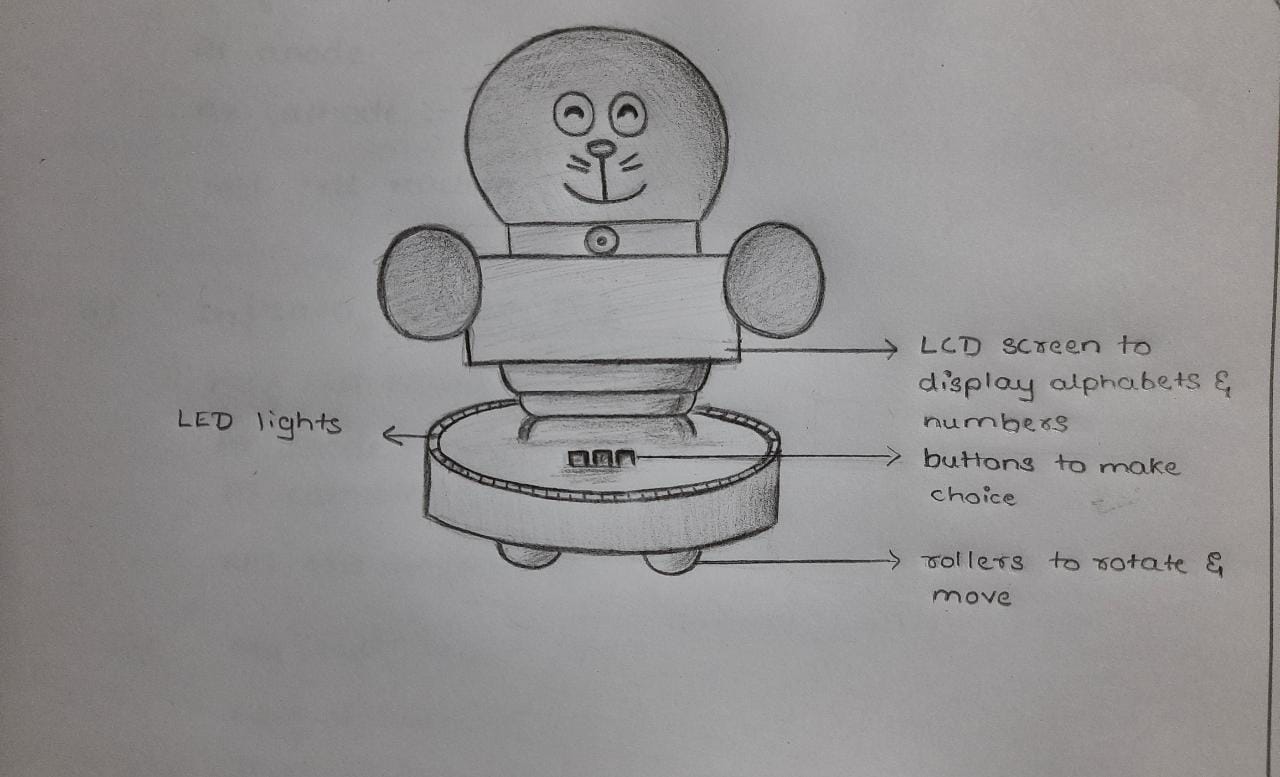 LCD screen to
display alphabets &
numbers
LED lights
buttons to make
choice
rollers to rotate &
move